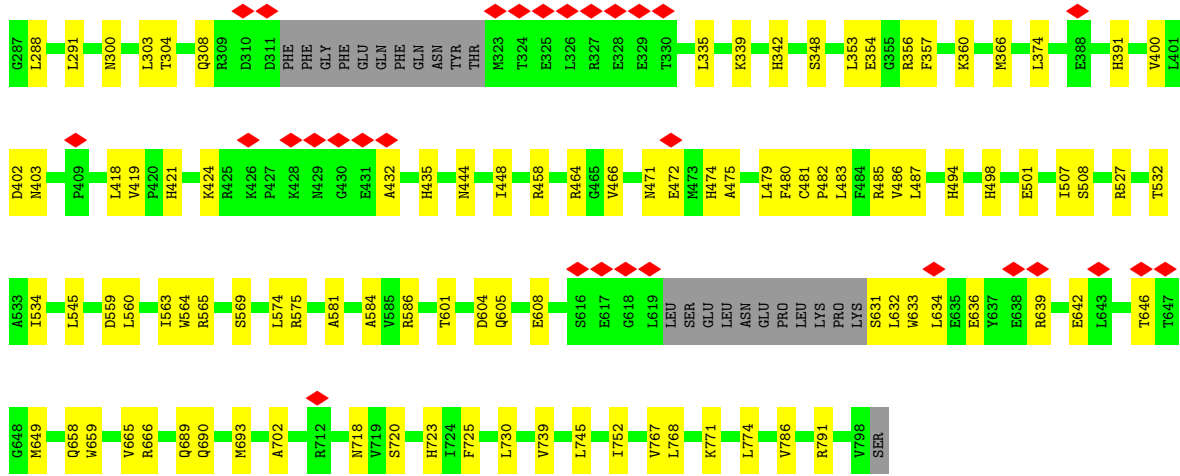 G287 L288 L291 N300 L303 T304 Q308 R309 D310 D311 PHE PHE GLY PHE GLU GLN PHE GLN ASN TYR THR M323 T324 E325 L326 R327 E328 E329 T330 L335 K339 H342 S348 L353 E354 G355 R356 F357 K360 M366 L374 E388 H391 V400 L401
D402 N403 P409 L418 V419 P420 H421 K424 R425 K426 P427 K428 N429 G430 E431 A432 H435 N444 I448 R458 R464 G465 V466 N471 E472 M473 H474 A475 L479 F480 C481 P482 L483 F484 R485 V486 L487 H494 H498 E501 I507 S508 R527 T532
A533 I534 L545 D559 L560 I563 W564 R565 S569 L574 R575 A581 A584 V585 R586 T601 D604 Q605 E608 S616 E617 G618 L619 LEU SER GLU LEU ASN GLU PRO LEU LYS PRO LYS S631 L632 W633 L634 E635 E636 Y637 E638 R639 E642 L643 T646 T647
G648 M649 Q658 W659 V665 R666 Q689 Q690 M693 A702 R712 N718 V719 S720 H723 I724 F725 L730 V739 L745 I752 V767 L768 K771 L774 V786 R791 V798 SER